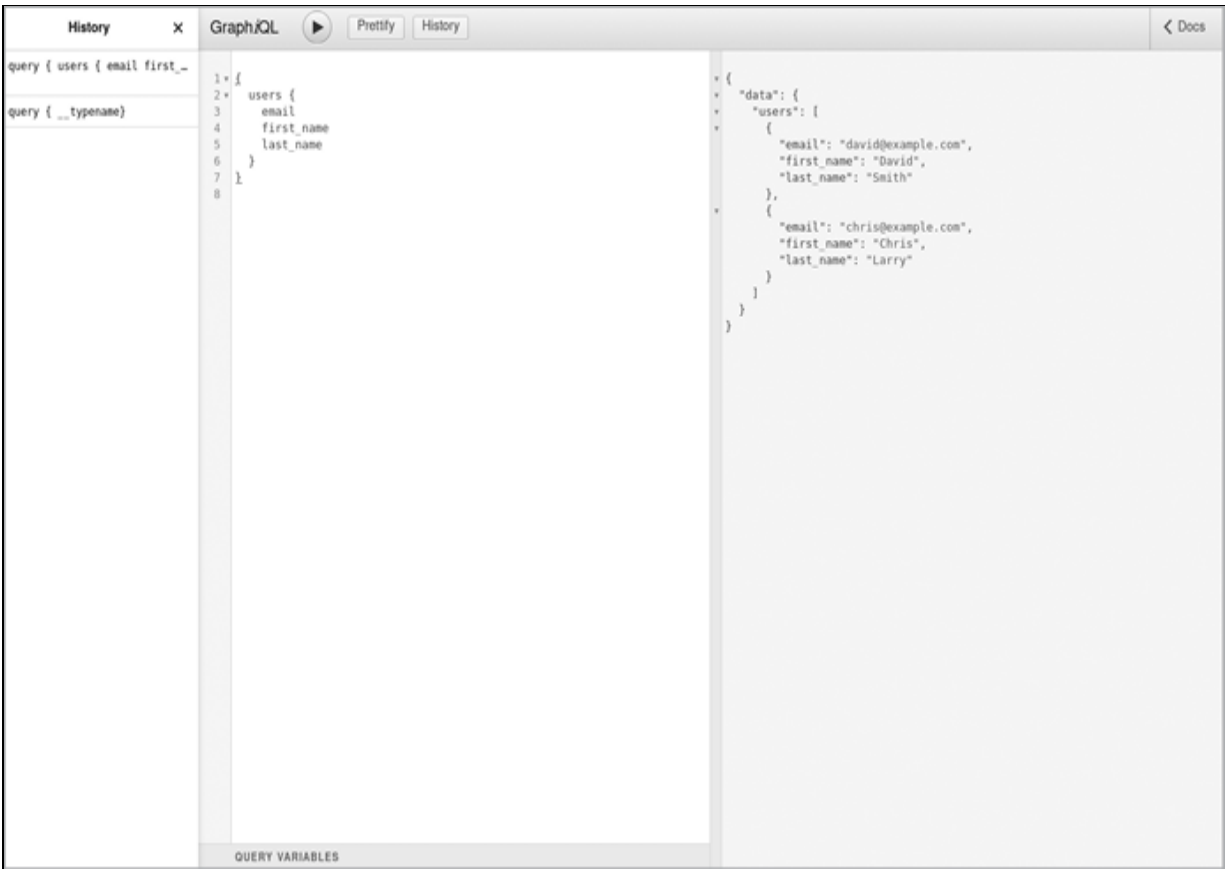 History ×
GraphiQL
Prettify
History
< Docs
query { users { email first_…
query { __typename}
1 {
2 users {
3 email
4 first_name
5 last_name
6 }
7 }
8
{
"data": {
"users": [
{
"email": "david@example.com",
"first_name": "David",
"last_name": "Smith"
},
{
"email": "chris@example.com",
"first_name": "Chris",
"last_name": "Larry"
}
]
}
}
QUERY VARIABLES